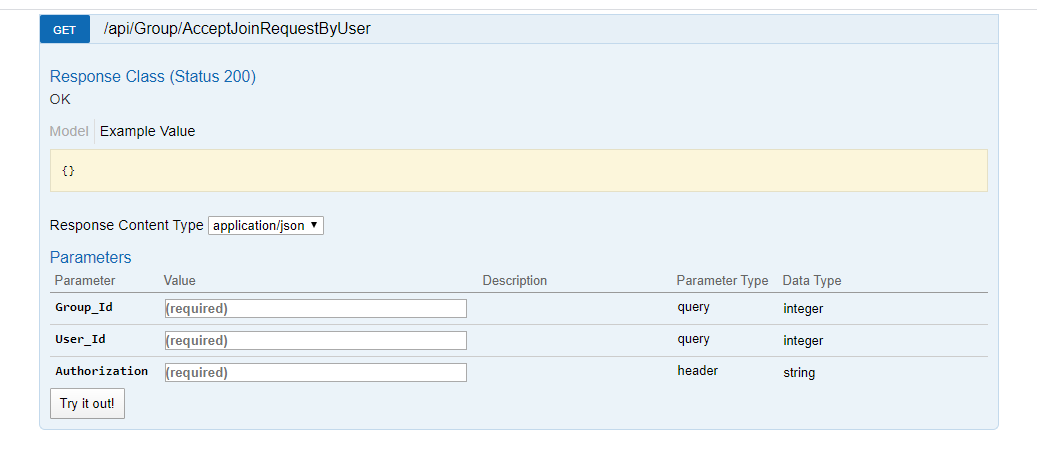 GET /api/Group/AcceptJoinRequestByUser
Response Class (Status 200)
OK
Model Example Value
{}
Response Content Type application/json ▼
Parameters
Parameter Value Description Parameter Type Data Type
Group_Id (required) query integer
User_Id (required) query integer
Authorization (required) header string
Try it out!